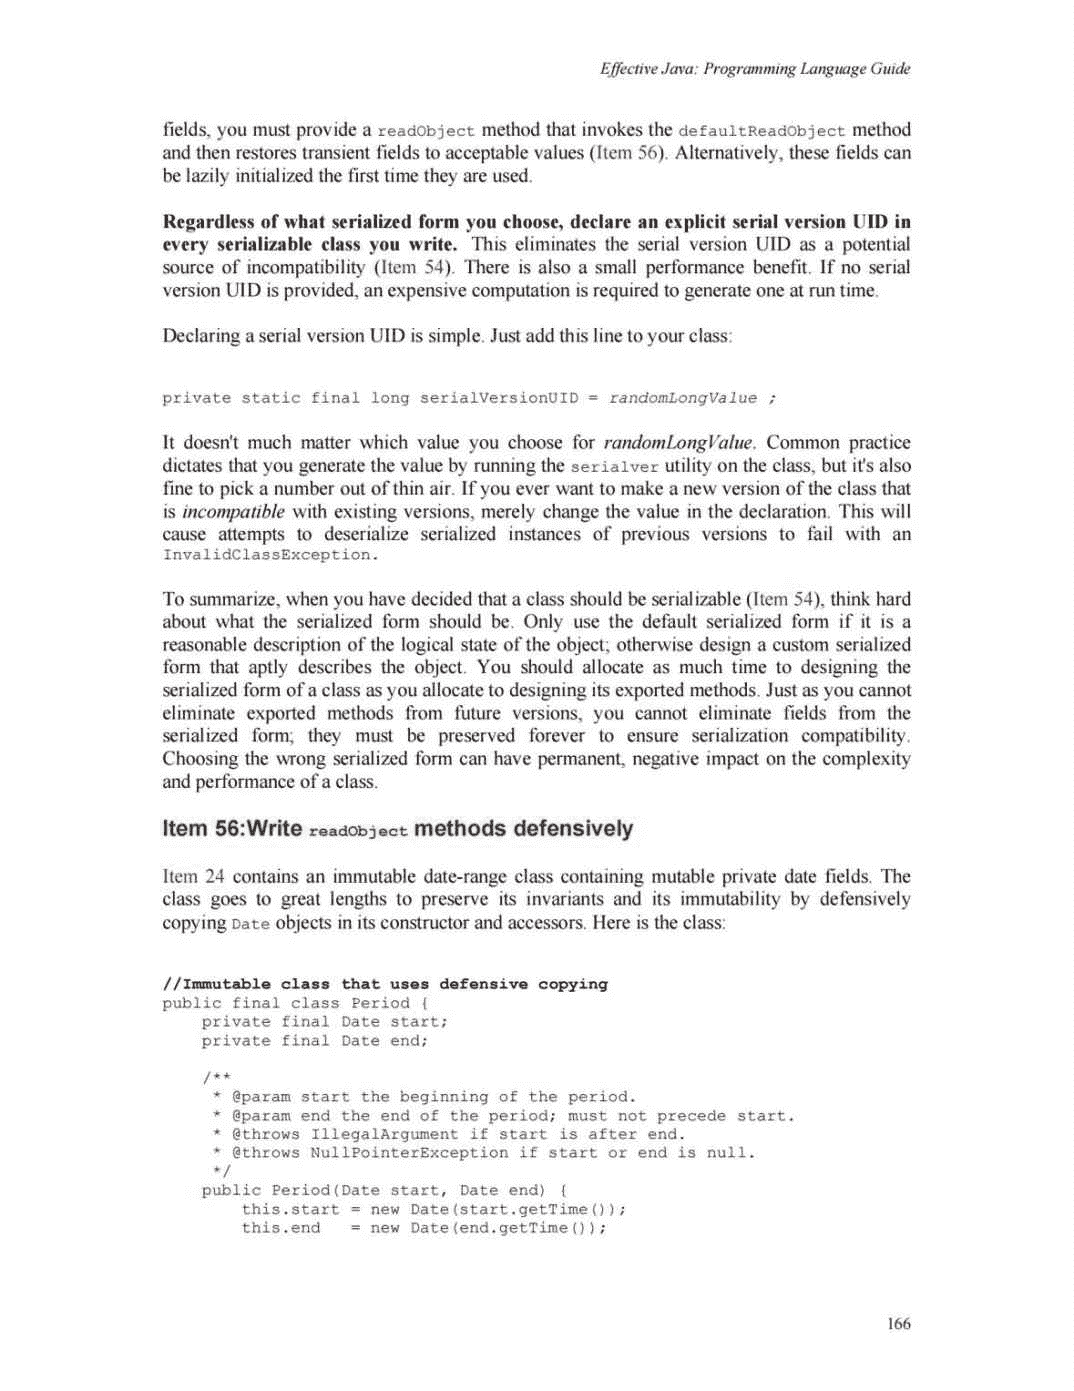 Effective Java: Programming Language Guide
fields, you must provide a readObject method that invokes the defaultReadObject method
and then restores transient fields to acceptable values (Item 56). Alternatively, these fields can
be lazily initialized the first time they are used.
Regardless of what serialized form you choose, declare an explicit serial version UID in
every serializable class you write. This eliminates the serial version UID as a potential
source of incompatibility (Item 54). There is also a small performance benefit. If no serial
version UID is provided, an expensive computation is required to generate one at run time.
Declaring a serial version UID is simple. Just add this line to your class:
private static final long serialVersionUID = randomLongValue ;
It doesn't much matter which value you choose for randomLongValue. Common practice
dictates that you generate the value by running the serialver utility on the class, but it's also
fine to pick a number out of thin air. If you ever want to make a new version of the class that
is incompatible with existing versions, merely change the value in the declaration. This will
cause attempts to deserialize serialized instances of previous versions to fail with an
InvalidClassException.
To summarize, when you have decided that a class should be serializable (Item 54), think hard
about what the serialized form should be. Only use the default serialized form if it is a
reasonable description of the logical state of the object; otherwise design a custom serialized
form that aptly describes the object. You should allocate as much time to designing the
serialized form of a class as you allocate to designing its exported methods. Just as you cannot
eliminate exported methods from future versions, you cannot eliminate fields from the
serialized form; they must be preserved forever to ensure serialization compatibility.
Choosing the wrong serialized form can have permanent, negative impact on the complexity
and performance of a class.
Item 56:Write readObject methods defensively
Item 24 contains an immutable date-range class containing mutable private date fields. The
class goes to great lengths to preserve its invariants and its immutability by defensively
copying Date objects in its constructor and accessors. Here is the class:
//Immutable class that uses defensive copying
public final class Period {
    private final Date start;
    private final Date end;
    /**
     * @param start the beginning of the period.
     * @param end the end of the period; must not precede start.
     * @throws IllegalArgument if start is after end.
     * @throws NullPointerException if start or end is null.
     */
    public Period(Date start, Date end) {
        this.start = new Date(start.getTime());
        this.end   = new Date(end.getTime());
166